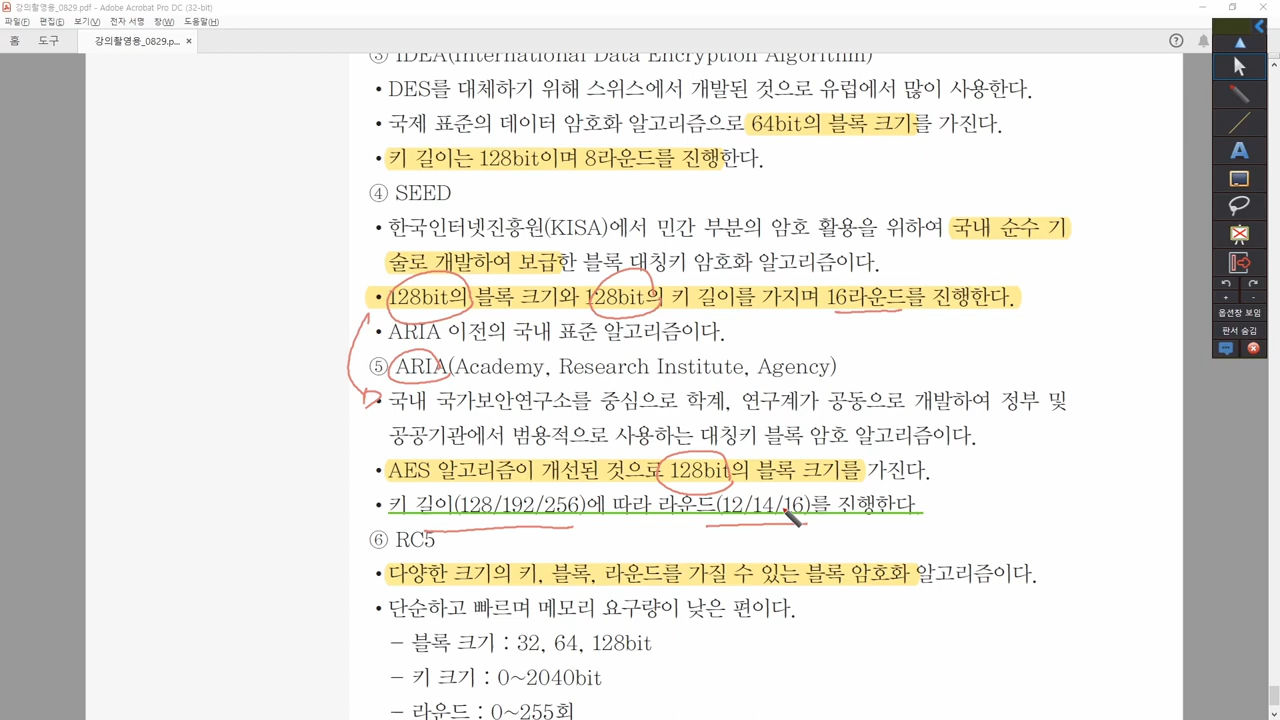 강의촬영용_0829.pdf - Adobe Acrobat Pro DC (32-bit)
파일(F) 편집(E) 보기(V) 전자 서명 창(W) 도움말(H)
홈 도구 강의촬영용_0829.p... ×
③ IDEA(International Data Encryption Algorithm)
• DES를 대체하기 위해 스위스에서 개발된 것으로 유럽에서 많이 사용한다.
• 국제 표준의 데이터 암호화 알고리즘으로 64bit의 블록 크기를 가진다.
• 키 길이는 128bit이며 8라운드를 진행한다.
④ SEED
• 한국인터넷진흥원(KISA)에서 민간 부분의 암호 활용을 위하여 국내 순수 기
술로 개발하여 보급한 블록 대칭키 암호화 알고리즘이다.
• 128bit의 블록 크기와 128bit의 키 길이를 가지며 16라운드를 진행한다.
• ARIA 이전의 국내 표준 알고리즘이다.
⑤ ARIA(Academy, Research Institute, Agency)
• 국내 국가보안연구소를 중심으로 학계, 연구계가 공동으로 개발하여 정부 및
공공기관에서 범용적으로 사용하는 대칭키 블록 암호 알고리즘이다.
• AES 알고리즘이 개선된 것으로 128bit의 블록 크기를 가진다.
• 키 길이(128/192/256)에 따라 라운드(12/14/16)를 진행한다
⑥ RC5
• 다양한 크기의 키, 블록, 라운드를 가질 수 있는 블록 암호화 알고리즘이다.
• 단순하고 빠르며 메모리 요구량이 낮은 편이다.
− 블록 크기 : 32, 64, 128bit
− 키 크기 : 0~2040bit
− 라운드 : 0~255회
A
옵션창 보임
판서 숨김